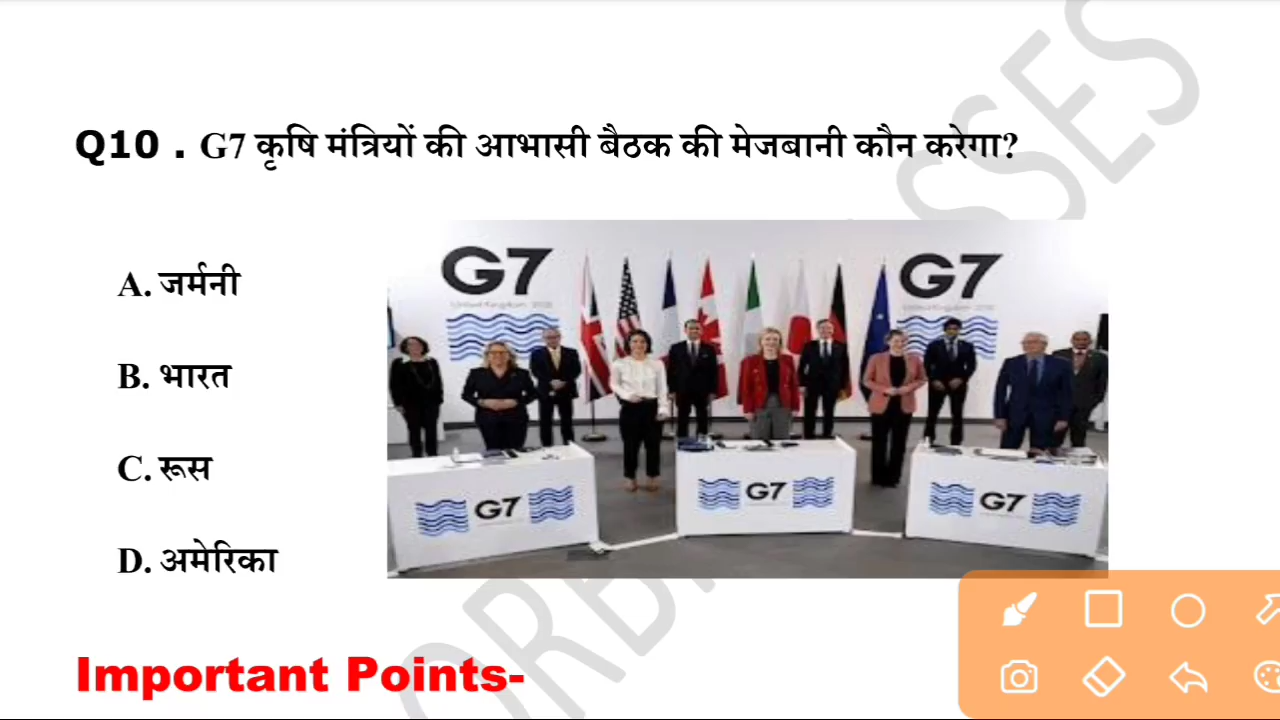 Q10 . G7 कृषि मंत्रियों की आभासी बैठक की मेजबानी कौन करेगा?
A. जर्मनी
B. भारत
C. रूस
D. अमेरिका
G7
G7
G7
G7
G7
Important Points-